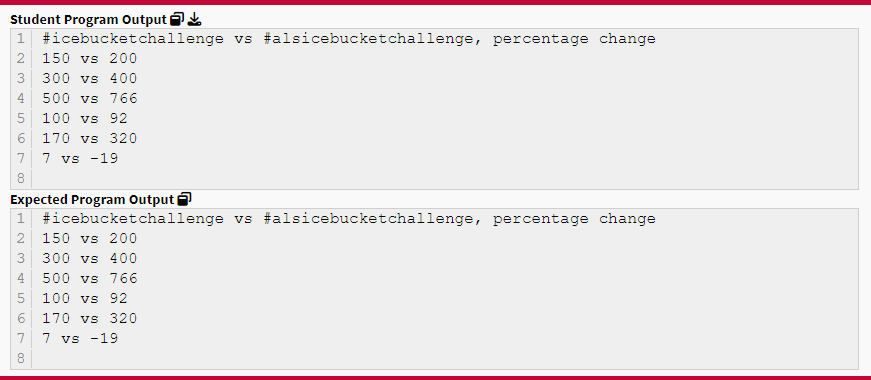 Student Program Output
1 #icebucketchallenge vs #alsicebucketchallenge, percentage change
2 150 vs 200
3 300 vs 400
4 500 vs 766
5 100 vs 92
6 170 vs 320
7 7 vs -19
8
Expected Program Output
1 #icebucketchallenge vs #alsicebucketchallenge, percentage change
2 150 vs 200
3 300 vs 400
4 500 vs 766
5 100 vs 92
6 170 vs 320
7 7 vs -19
8